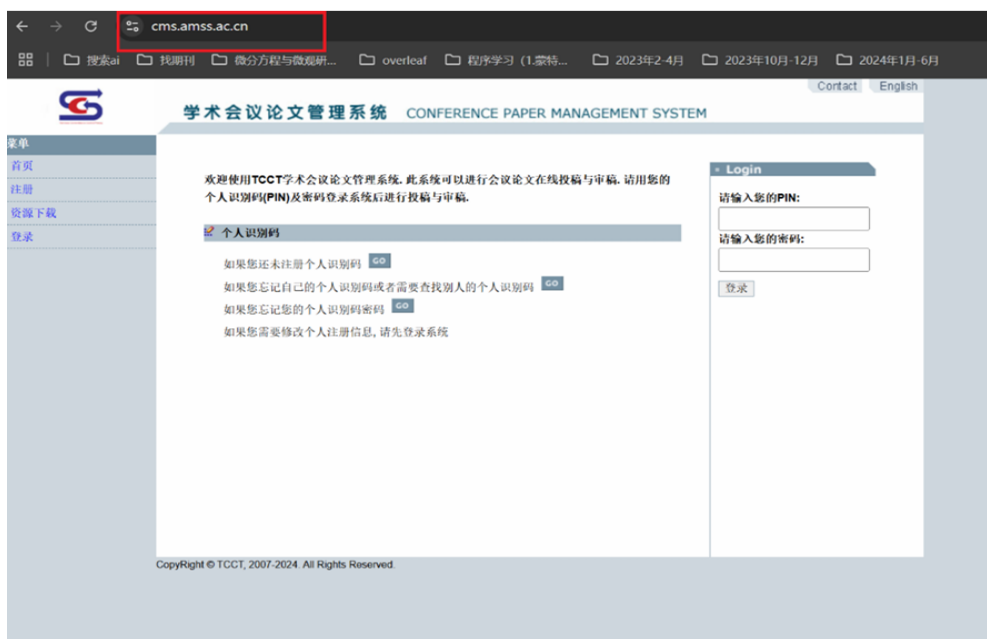 cms.amss.ac.cn
搜索ai 找期刊 微分方程与微观研... overleaf 程序学习 (1.蒙特... 2023年2-4月 2023年10月-12月 2024年1月-6月
Contact English
学术会议论文管理系统 CONFERENCE PAPER MANAGEMENT SYSTEM
菜单
首页
注册
资源下载
登录
欢迎使用TCCT学术会议论文管理系统. 此系统可以进行会议论文在线投稿与审稿. 请用您的
个人识别码(PIN)及密码登录系统后进行投稿与审稿.
个人识别码
如果您还未注册个人识别码 GO
如果您忘记自己的个人识别码或者需要查找别人的个人识别码 GO
如果您忘记您的个人识别码密码 GO
如果您需要修改个人注册信息, 请先登录系统
Login
请输入您的PIN:
请输入您的密码:
登录
CopyRight © TCCT, 2007-2024. All Rights Reserved.